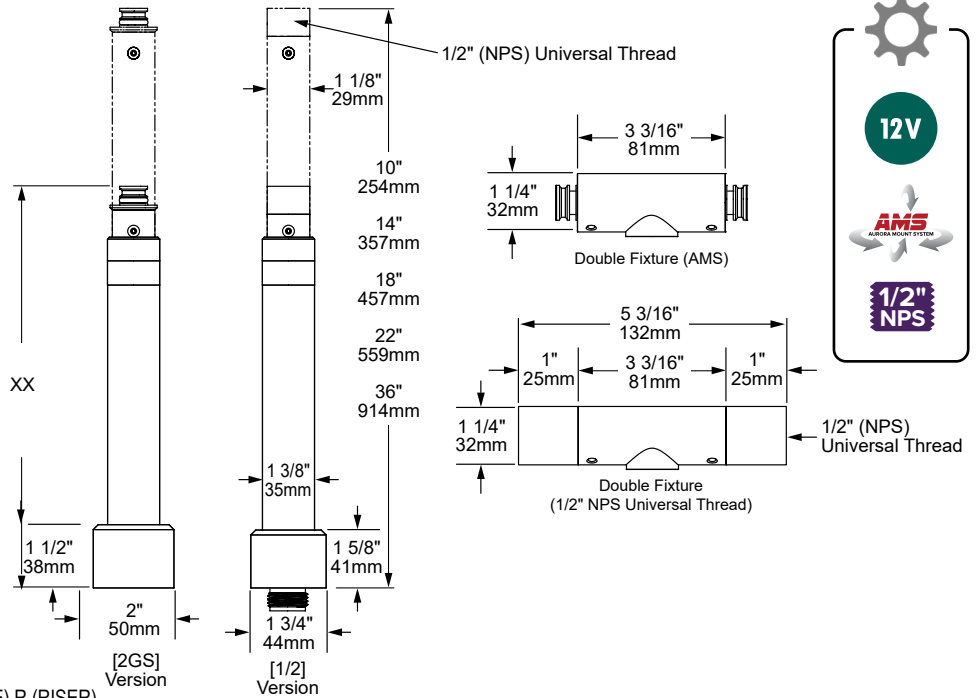 1/2" (NPS) Universal Thread
1 1/8"
29mm
10"
254mm
14"
357mm
18"
457mm
22"
559mm
36"
914mm
XX
1 3/8"
35mm
1 1/2"
38mm
1 5/8"
41mm
2"
50mm
1 3/4"
44mm
[2GS]
Version
[1/2]
Version
3 3/16"
81mm
1 1/4"
32mm
Double Fixture (AMS)
5 3/16"
132mm
1"
25mm
3 3/16"
81mm
1"
25mm
1 1/4"
32mm
1/2" (NPS)
Universal Thread
Double Fixture
(1/2" NPS Universal Thread)
12V
AMS
AURORA MOUNT SYSTEM
1/2"
NPS
R (RISER)